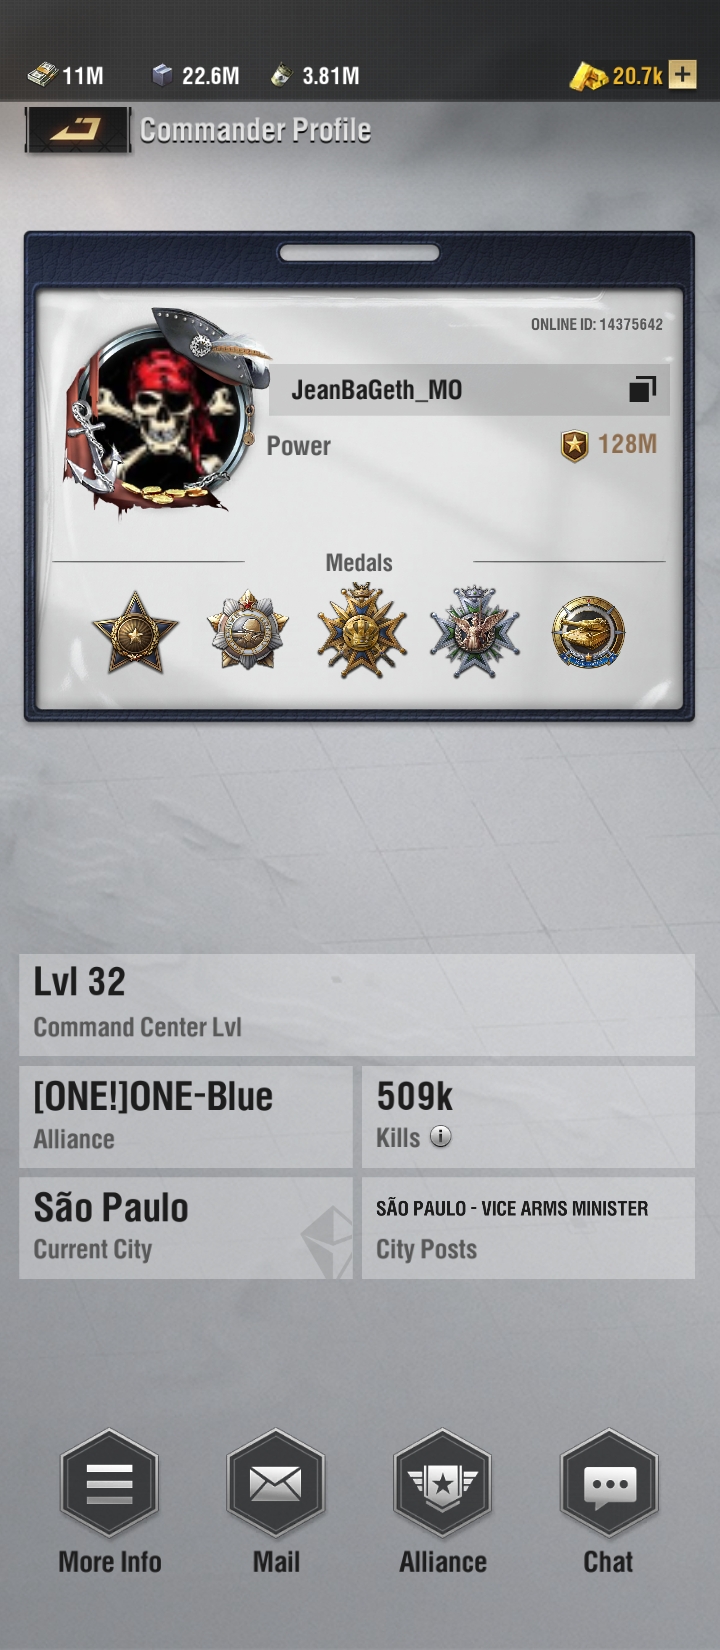 11M 22.6M 3.81M 20.7k
Commander Profile
ONLINE ID: 14375642
JeanBaGeth_MO
Power 128M
Medals
Lvl 32
Command Center Lvl
[ONE!]ONE-Blue
Alliance
509k
Kills
São Paulo
Current City
SÃO PAULO - VICE ARMS MINISTER
City Posts
More Info Mail Alliance Chat